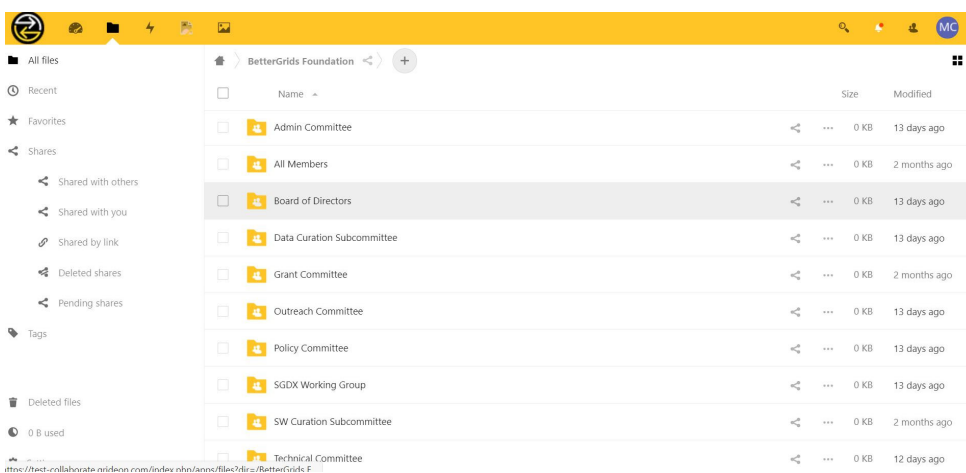 MC
All files
BetterGrids Foundation
+
Recent
Name
Size
Modified
Favorites
Admin Committee
0 KB
13 days ago
Shares
All Members
0 KB
2 months ago
Shared with others
Board of Directors
0 KB
13 days ago
Shared with you
Data Curation Subcommittee
0 KB
13 days ago
Shared by link
Grant Committee
0 KB
2 months ago
Deleted shares
Outreach Committee
0 KB
13 days ago
Pending shares
Policy Committee
0 KB
13 days ago
Tags
SGDX Working Group
0 KB
13 days ago
Deleted files
SW Curation Subcommittee
0 KB
2 months ago
0 B used
Technical Committee
0 KB
12 days ago
ttps://test-collaborate.grideon.com/index.php/apps/files?dir=/BetterGrids F